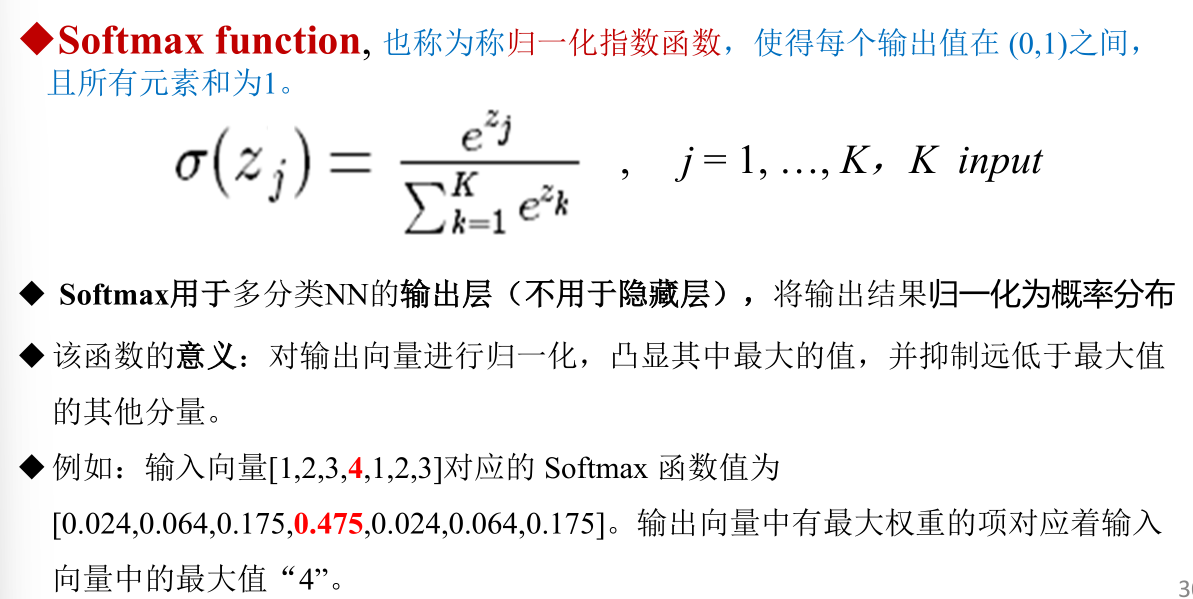 ◆Softmax function, 也称为称归一化指数函数，使得每个输出值在 (0,1)之间，
且所有元素和为1。
σ(z_j) = e^{z_j} / ∑_{k=1}^{K} e^{z_k} , j = 1, …, K，K input
◆ Softmax用于多分类NN的输出层（不用于隐藏层），将输出结果归一化为概率分布
◆ 该函数的意义：对输出向量进行归一化，凸显其中最大的值，并抑制远低于最大值
的其他分量。
◆ 例如：输入向量[1,2,3,4,1,2,3]对应的 Softmax 函数值为
[0.024,0.064,0.175,0.475,0.024,0.064,0.175]。输出向量中有最大权重的项对应着输入
向量中的最大值“4”。